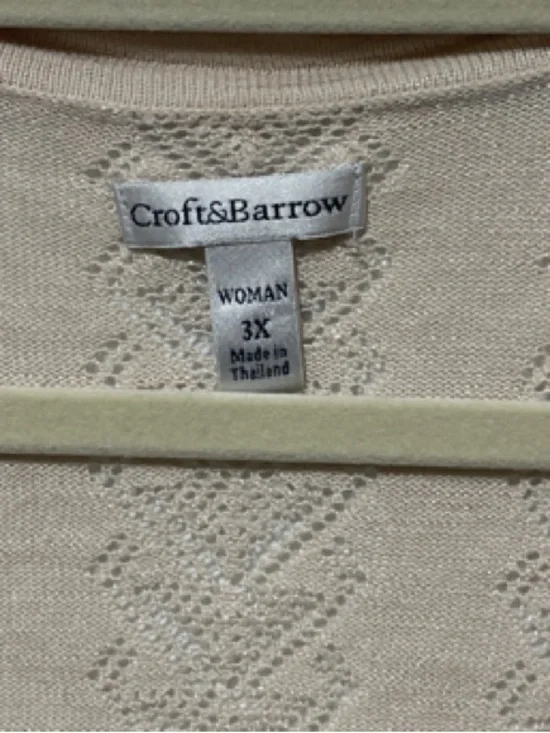 Croft&Barrow
WOMAN
3X
Made in
Thailand